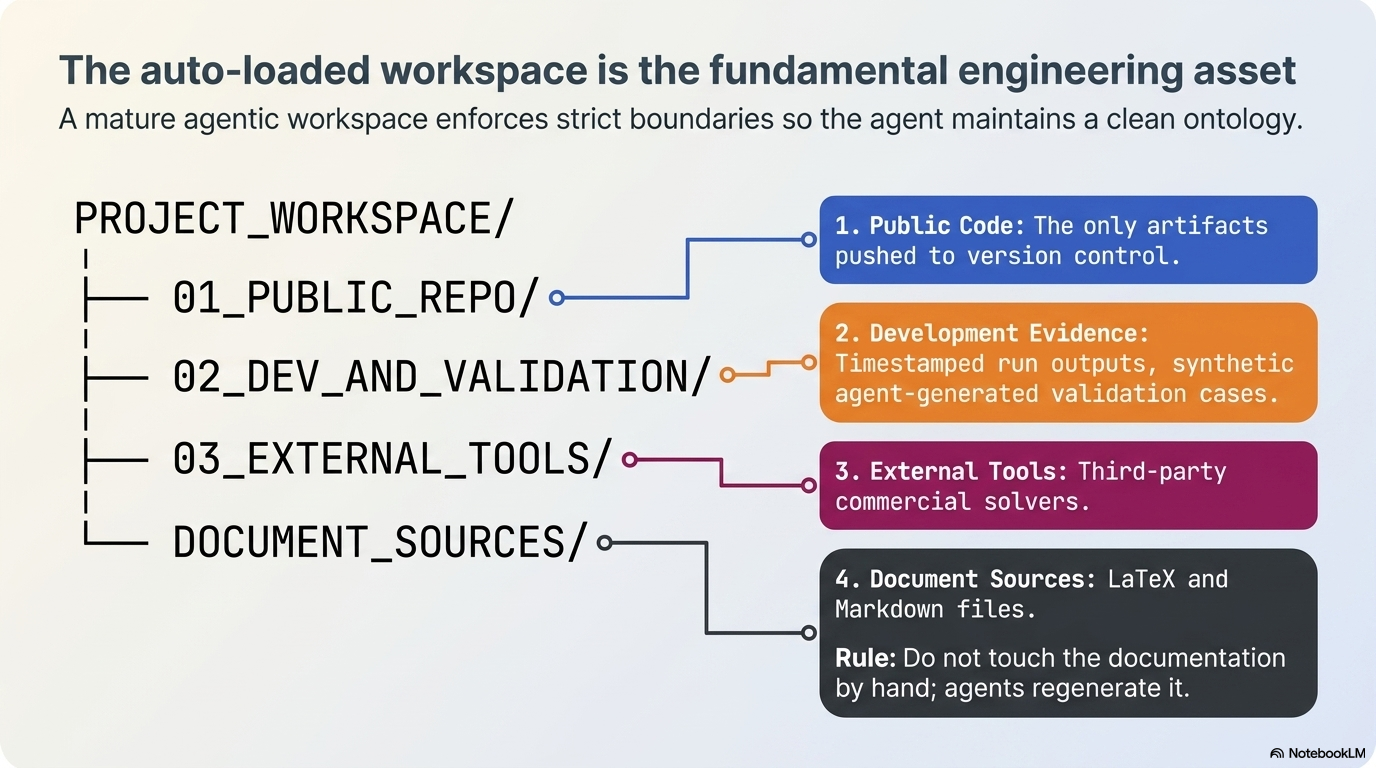 The auto-loaded workspace is the fundamental engineering asset
A mature agentic workspace enforces strict boundaries so the agent maintains a clean ontology.
PROJECT_WORKSPACE/
01_PUBLIC_REPO/
02_DEV_AND_VALIDATION/
03_EXTERNAL_TOOLS/
DOCUMENT_SOURCES/
1. Public Code: The only artifacts
pushed to version control.
2. Development Evidence:
Timestamped run outputs, synthetic
agent-generated validation cases.
3. External Tools: Third-party
commercial solvers.
4. Document Sources: LaTeX and
Markdown files.
Rule: Do not touch the documentation
by hand; agents regenerate it.
NotebookLM